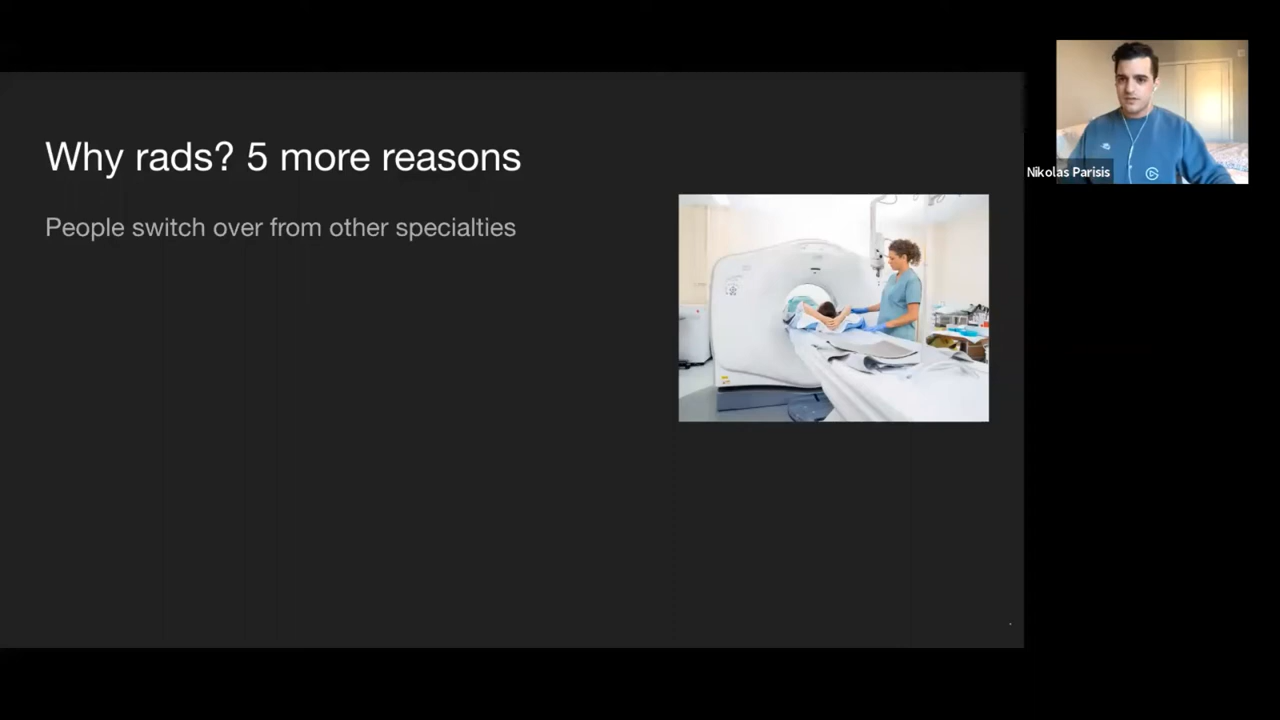 Why rads? 5 more reasons
People switch over from other specialties
Nikolas Parisis